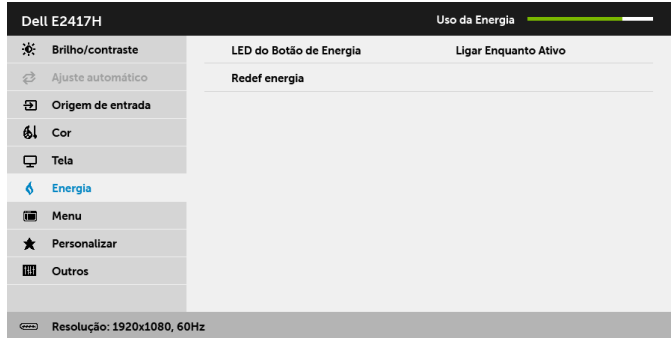 Dell E2417H Uso da Energia
Brilho/contraste LED do Botão de Energia Ligar Enquanto Ativo
Ajuste automático Redef energia
Origem de entrada
Cor
Tela
Energia
Menu
Personalizar
Outros
Resolução: 1920x1080, 60Hz